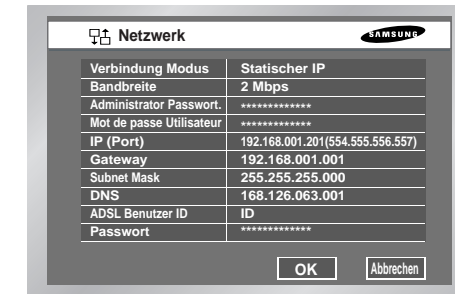 Netzwerk SAMSUNG
Verbindung Modus Statischer IP
Bandbreite 2 Mbps
Administrator Passwort. *************
Mot de passe Utilisateur *************
IP (Port) 192.168.001.201(554.555.556.557)
Gateway 192.168.001.001
Subnet Mask 255.255.255.000
DNS 168.126.063.001
ADSL Benutzer ID ID
Passwort *************
OK Abbrechen